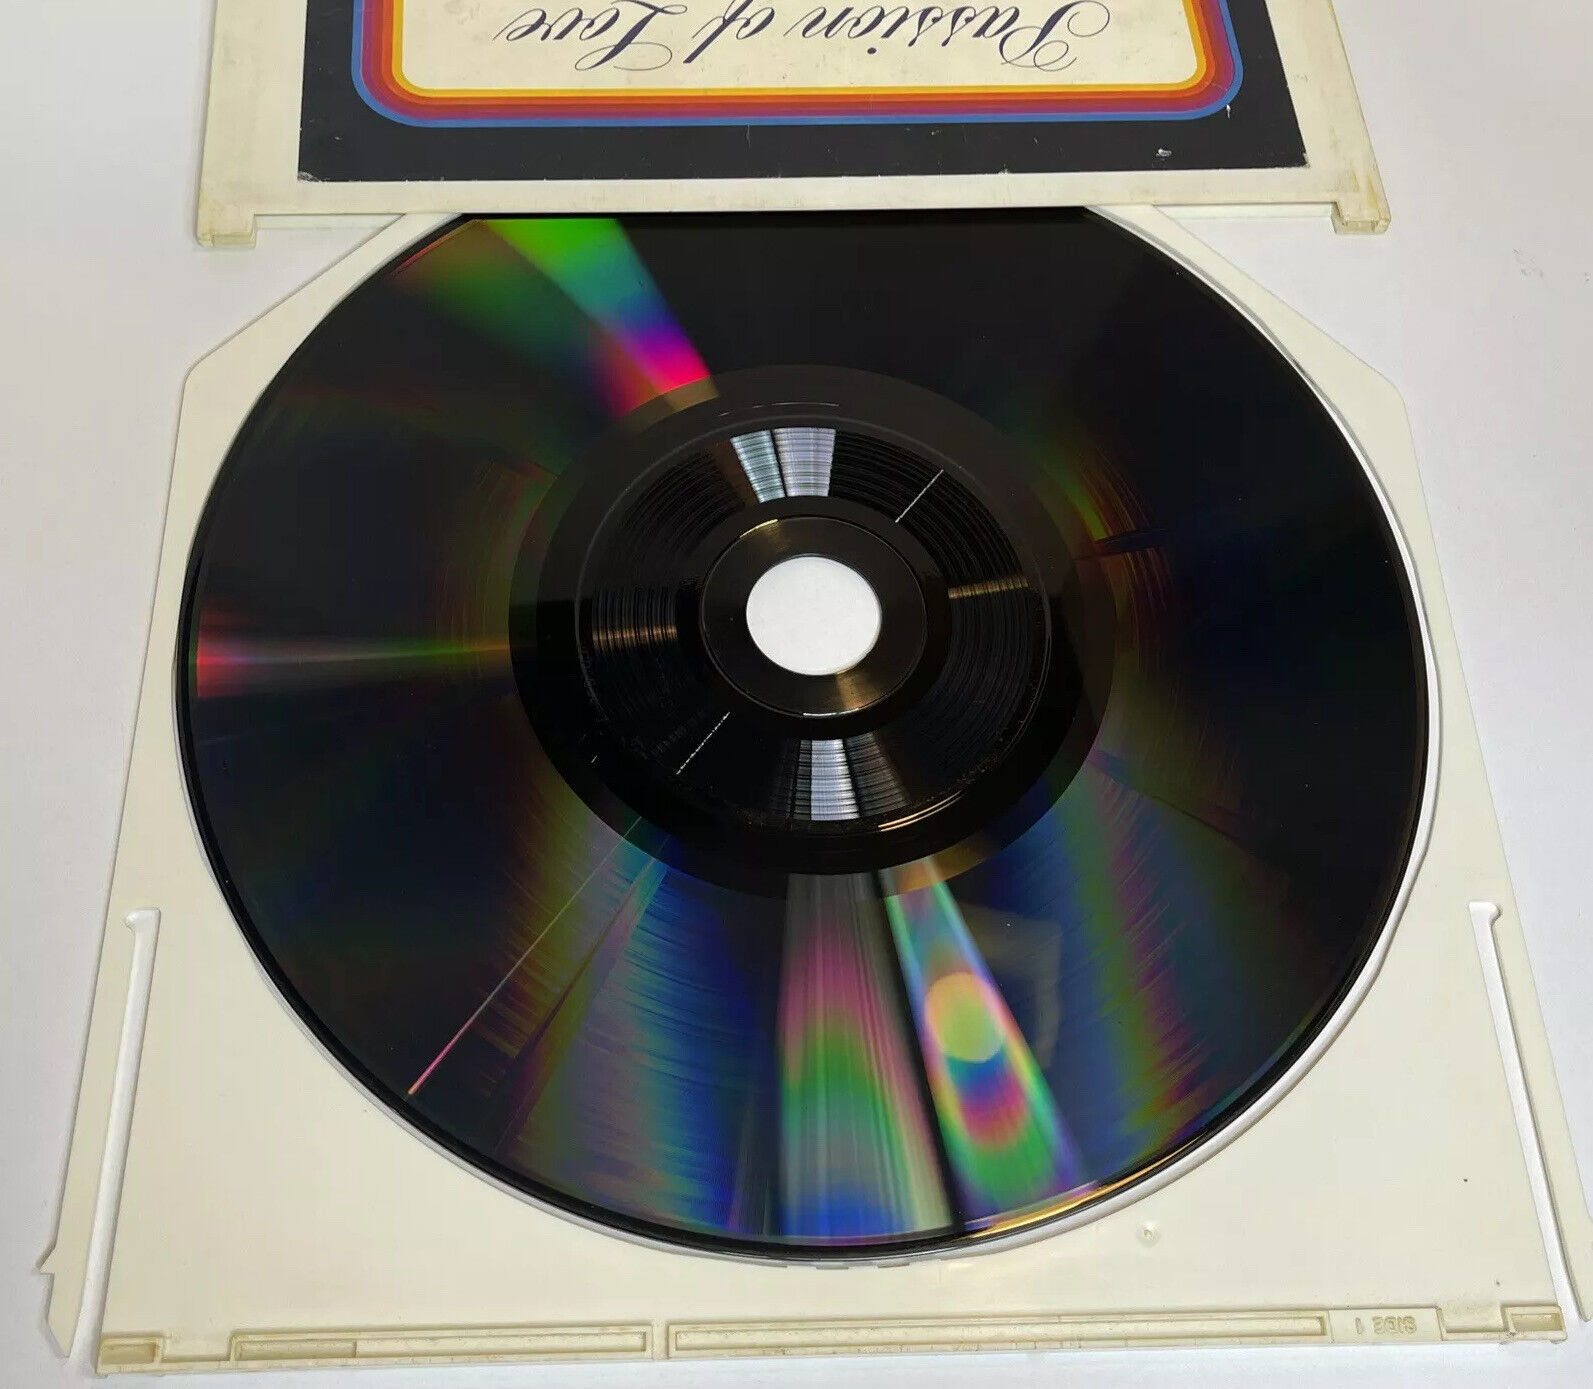 Passion of Love
SIDE 1